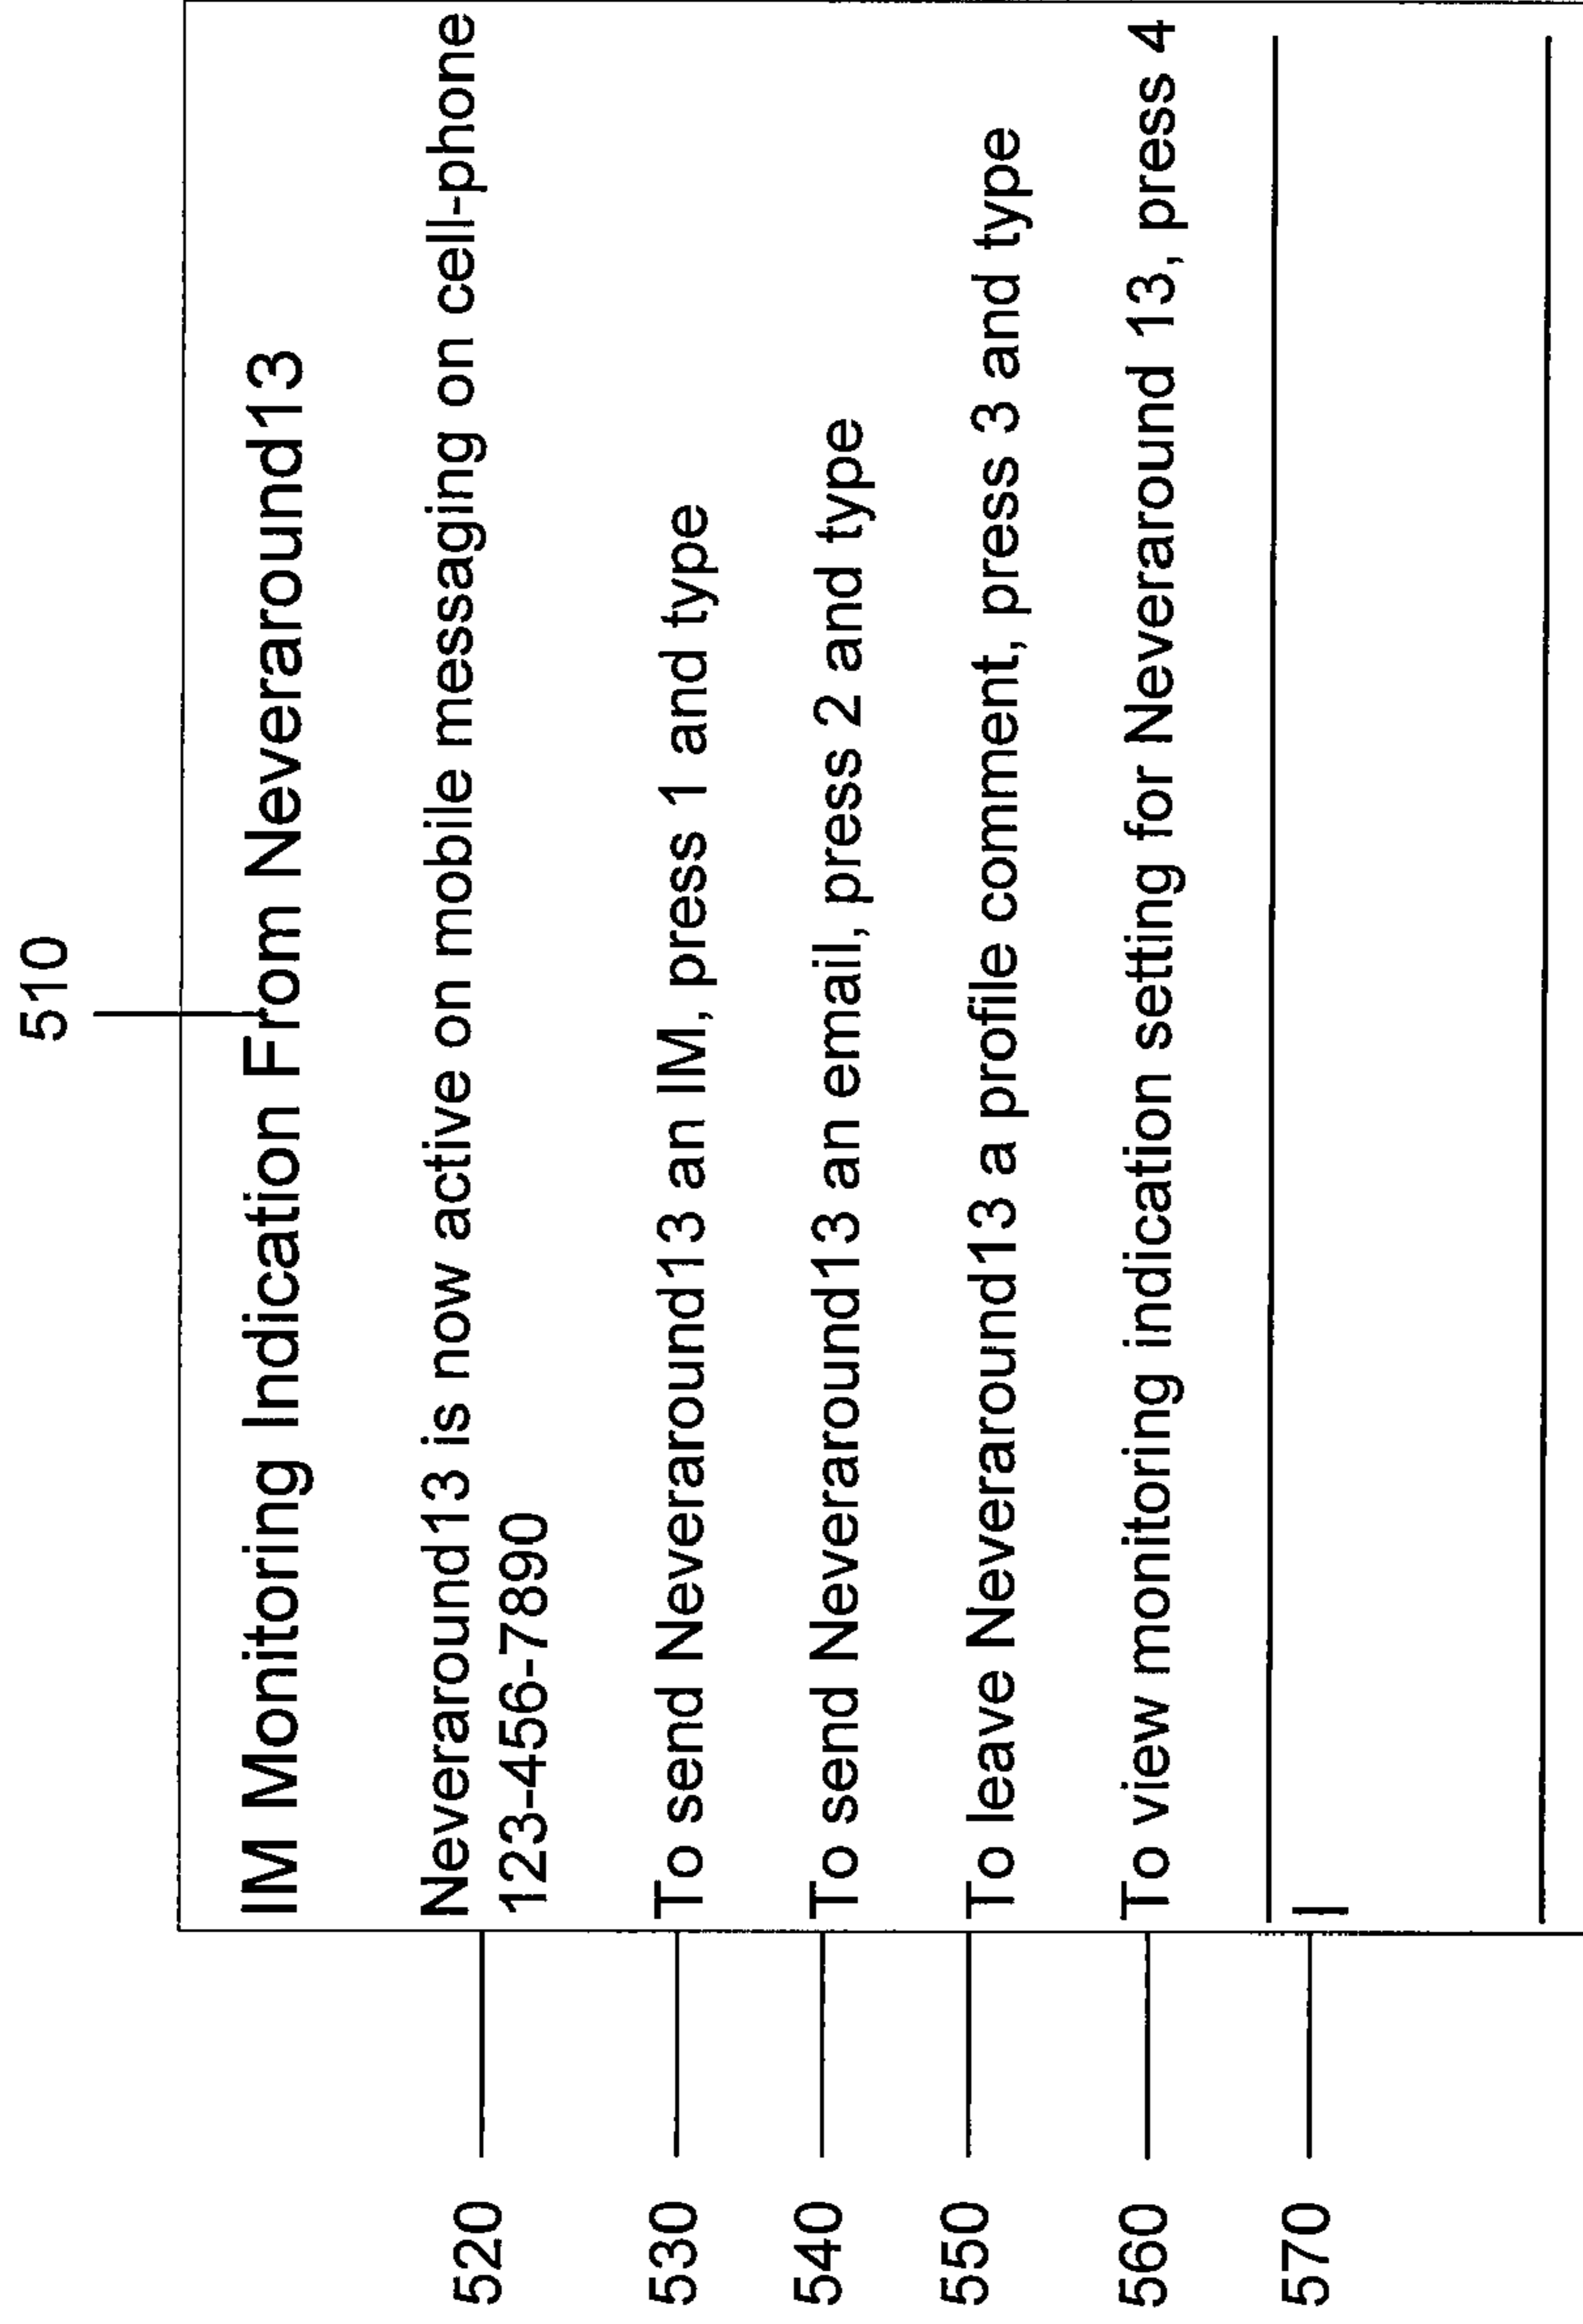 510
IM Monitoring Indication From Neveraround13
520
Neveraround13 is now active on mobile messaging on cell-phone
123-456-7890
530
To send Neveraround13 an IM, press 1 and type
540
To send Neveraround13 an email, press 2 and type
550
To leave Neveraround13 a profile comment, press 3 and type
560
To view monitoring indication setting for Neveraround 13, press 4
570